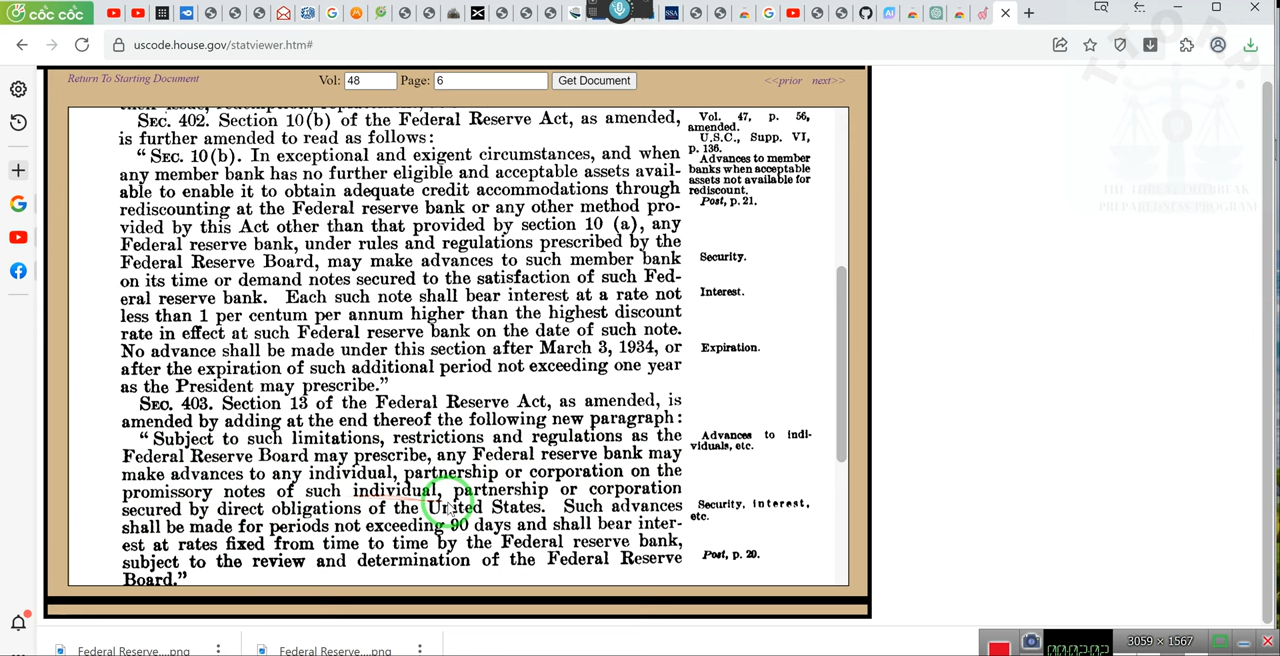 cốc cốc
uscode.house.gov/statviewer.htm#
T.T.O.R.P.
THE THREAT OUTBREAK
PREPAREDNESS PROGRAM
Return To Starting Document
Vol: 48 Page: 6 Get Document
<<prior next>>
SEC. 402. Section 10(b) of the Federal Reserve Act, as amended,
is further amended to read as follows:
“ SEC. 10(b). In exceptional and exigent circumstances, and when
any member bank has no further eligible and acceptable assets avail-
able to enable it to obtain adequate credit accommodations through
rediscounting at the Federal reserve bank or any other method pro-
vided by this Act other than that provided by section 10 (a), any
Federal reserve bank, under rules and regulations prescribed by the
Federal Reserve Board, may make advances to such member bank
on its time or demand notes secured to the satisfaction of such Fed-
eral reserve bank. Each such note shall bear interest at a rate not
less than 1 per centum per annum higher than the highest discount
rate in effect at such Federal reserve bank on the date of such note.
No advance shall be made under this section after March 3, 1934, or
after the expiration of such additional period not exceeding one year
as the President may prescribe.”
SEC. 403. Section 13 of the Federal Reserve Act, as amended, is
amended by adding at the end thereof the following new paragraph:
“ Subject to such limitations, restrictions and regulations as the
Federal Reserve Board may prescribe, any Federal reserve bank may
make advances to any individual, partnership or corporation on the
promissory notes of such individual, partnership or corporation
secured by direct obligations of the United States. Such advances
shall be made for periods not exceeding 90 days and shall bear inter-
est at rates fixed from time to time by the Federal reserve bank,
subject to the review and determination of the Federal Reserve
Board.”
Vol. 47, p. 56,
amended.
U.S.C., Supp. VI,
p. 136.
Advances to member
banks when acceptable
assets not available for
rediscount.
Post, p. 21.
Security.
Interest.
Expiration.
Advances to indi-
viduals, etc.
Security, interest,
etc.
Post, p. 20.
Federal Reserve....png
Federal Reserve....png
00:02:02
3059 × 1567